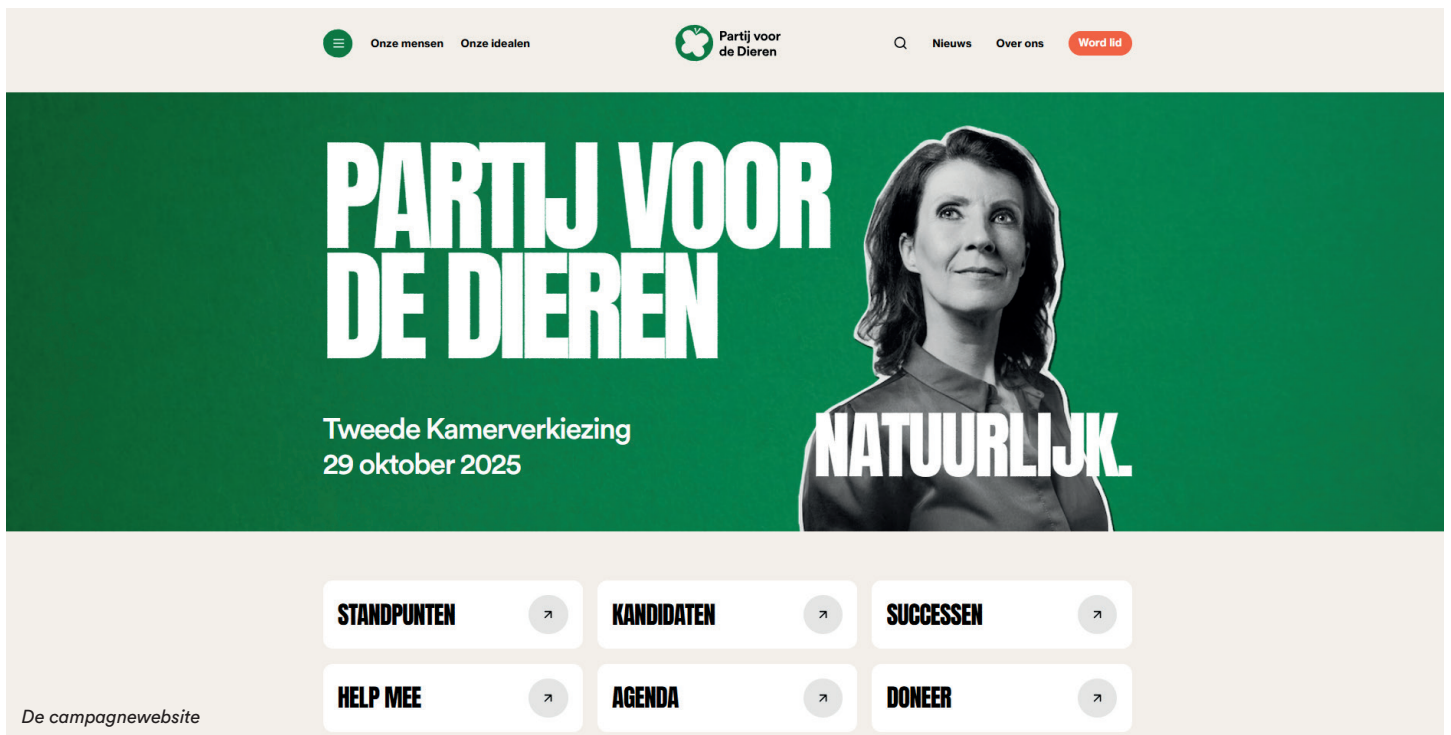 Onze mensen Onze idealen
Partij voor
de Dieren
Nieuws Over ons Word lid
PARTIJ VOOR
DE DIEREN
Tweede Kamerverkiezing
29 oktober 2025
NATUURLIJK.
STANDPUNTEN
KANDIDATEN
SUCCESSEN
HELP MEE
AGENDA
DONEER
De campagnewebsite